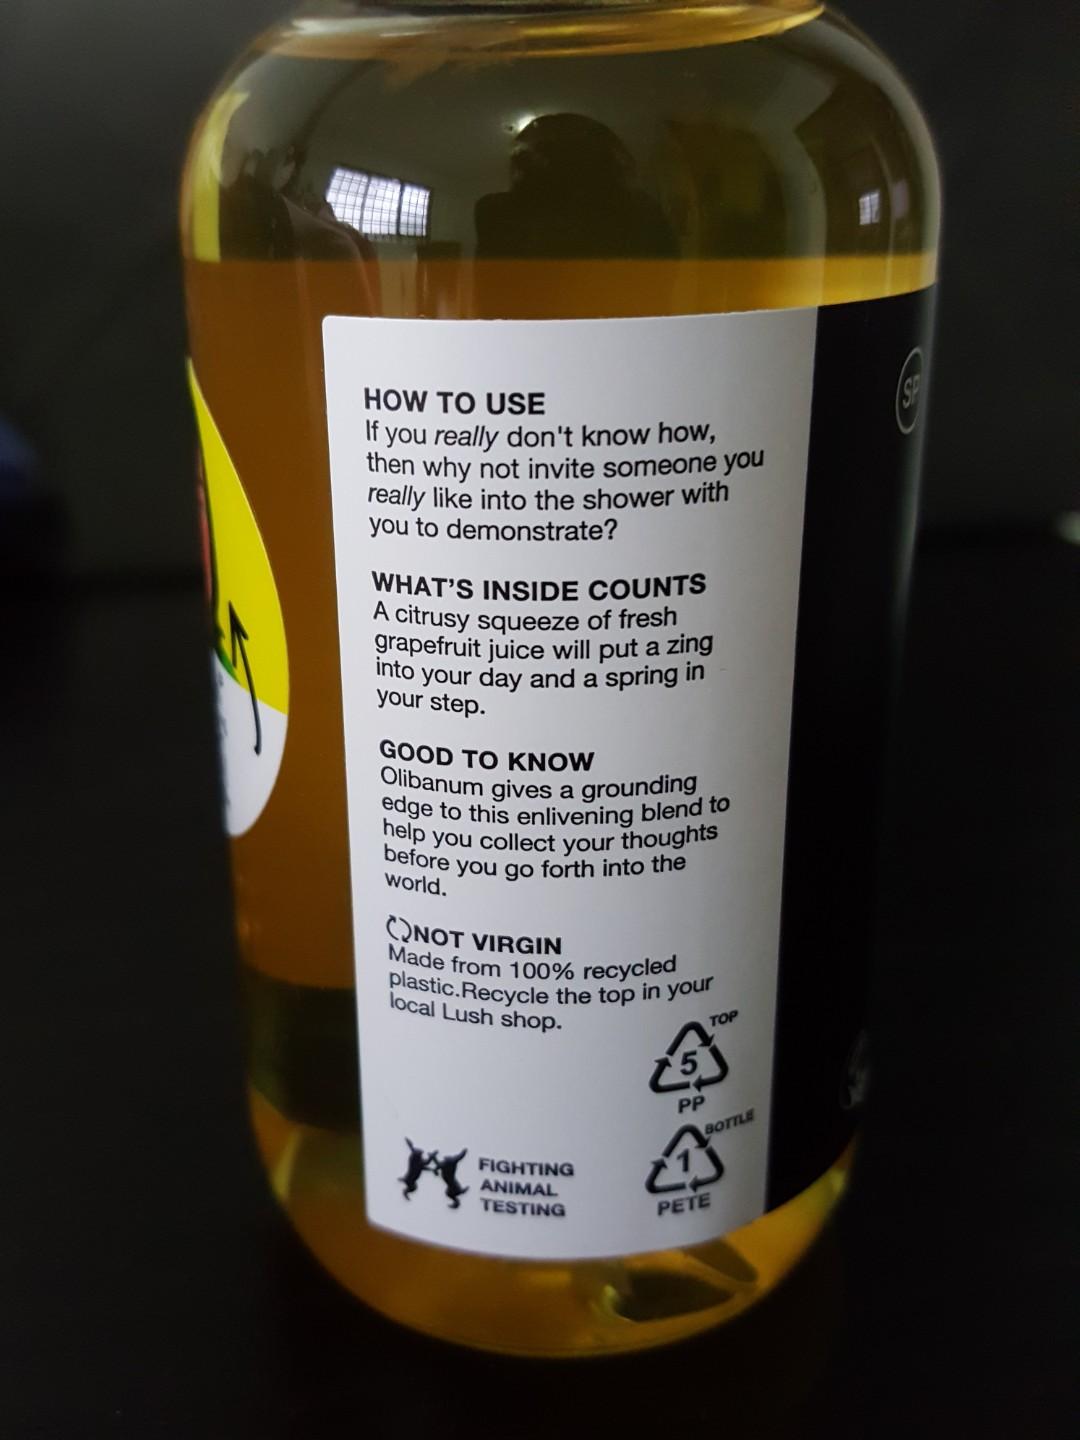 HOW TO USE
If you really don't know how,
then why not invite someone you
really like into the shower with
you to demonstrate?
WHAT'S INSIDE COUNTS
A citrusy squeeze of fresh
grapefruit juice will put a zing
into your day and a spring in
your step.
GOOD TO KNOW
Olibanum gives a grounding
edge to this enlivening blend to
help you collect your thoughts
before you go forth into the
world.
NOT VIRGIN
Made from 100% recycled
plastic.Recycle the top in your
local Lush shop.
TOP
5
PP
BOTTLE
1
PETE
FIGHTING
ANIMAL
TESTING
SP